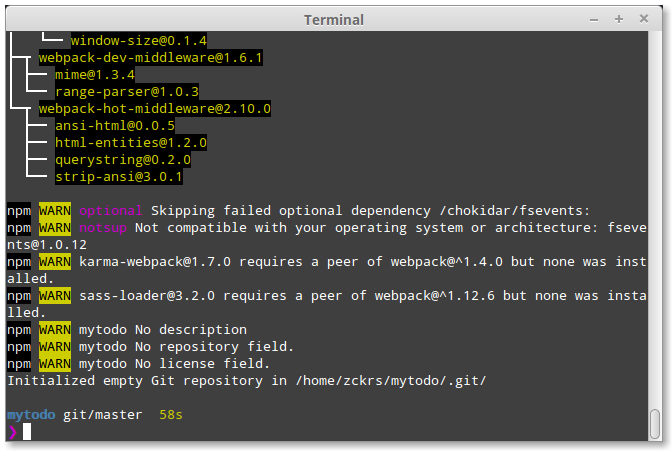 Terminal
window-size@0.1.4
webpack-dev-middleware@1.6.1
mime@1.3.4
range-parser@1.0.3
webpack-hot-middleware@2.10.0
ansi-html@0.0.5
html-entities@1.2.0
querystring@0.2.0
strip-ansi@3.0.1
npm WARN optional Skipping failed optional dependency /chokidar/fsevents:
npm WARN notsup Not compatible with your operating system or architecture: fseve
nts@1.0.12
npm WARN karma-webpack@1.7.0 requires a peer of webpack@^1.4.0 but none was inst
alled.
npm WARN sass-loader@3.2.0 requires a peer of webpack@^1.12.6 but none was insta
lled.
npm WARN mytodo No description
npm WARN mytodo No repository field.
npm WARN mytodo No license field.
Initialized empty Git repository in /home/zckrs/mytodo/.git/
mytodo git/master 58s
❯